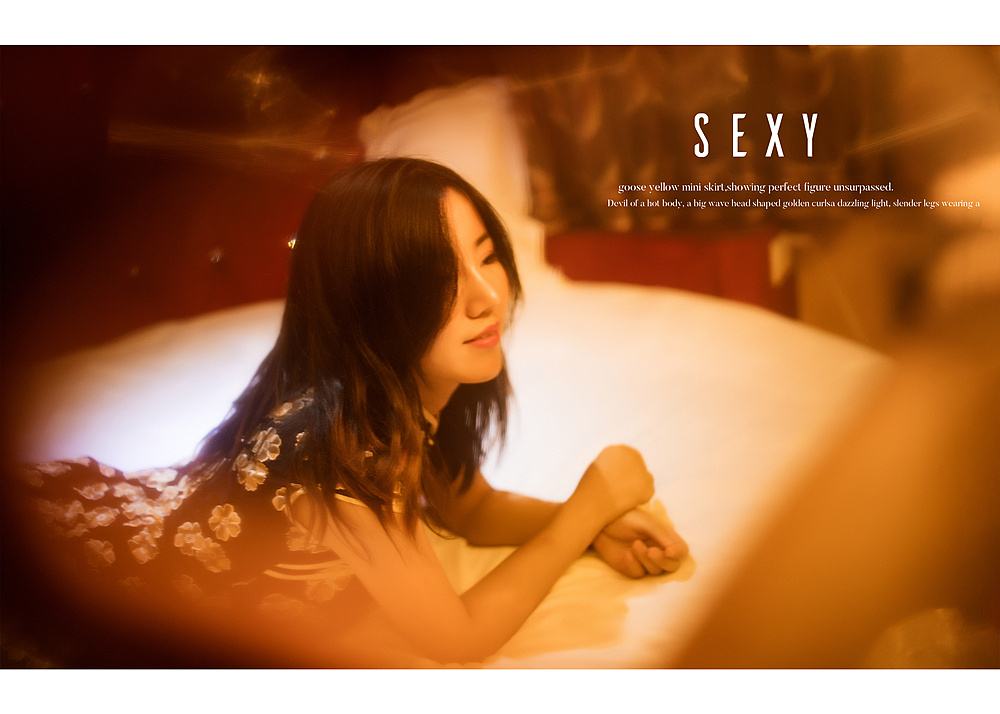 SEXY
goose yellow mini skirt,showing perfect figure unsurpassed.
Devil of a hot body, a big wave head shaped golden curlsa dazzling light, slender legs wearing a